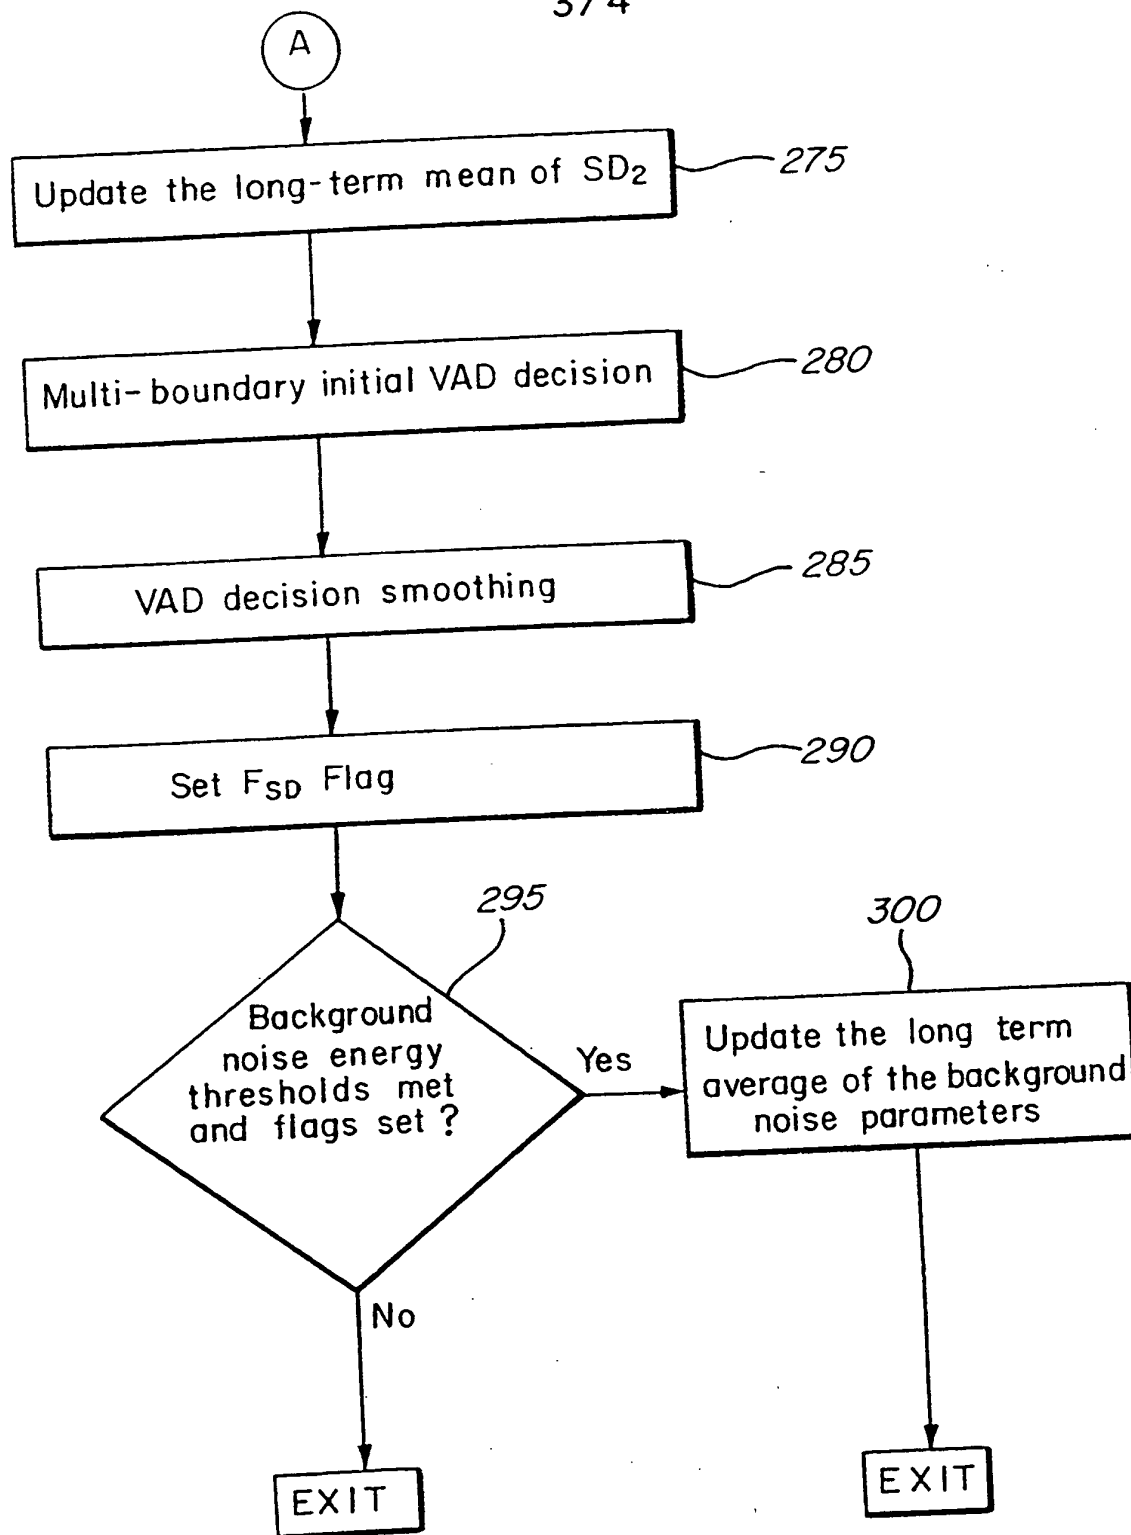 3/4
A
Update the long-term mean of SD2
275
Multi-boundary initial VAD decision
280
VAD decision smoothing
285
Set FSD Flag
290
295
Background
noise energy
thresholds met
and flags set?
Yes
300
Update the long term
average of the background
noise parameters
No
EXIT
EXIT